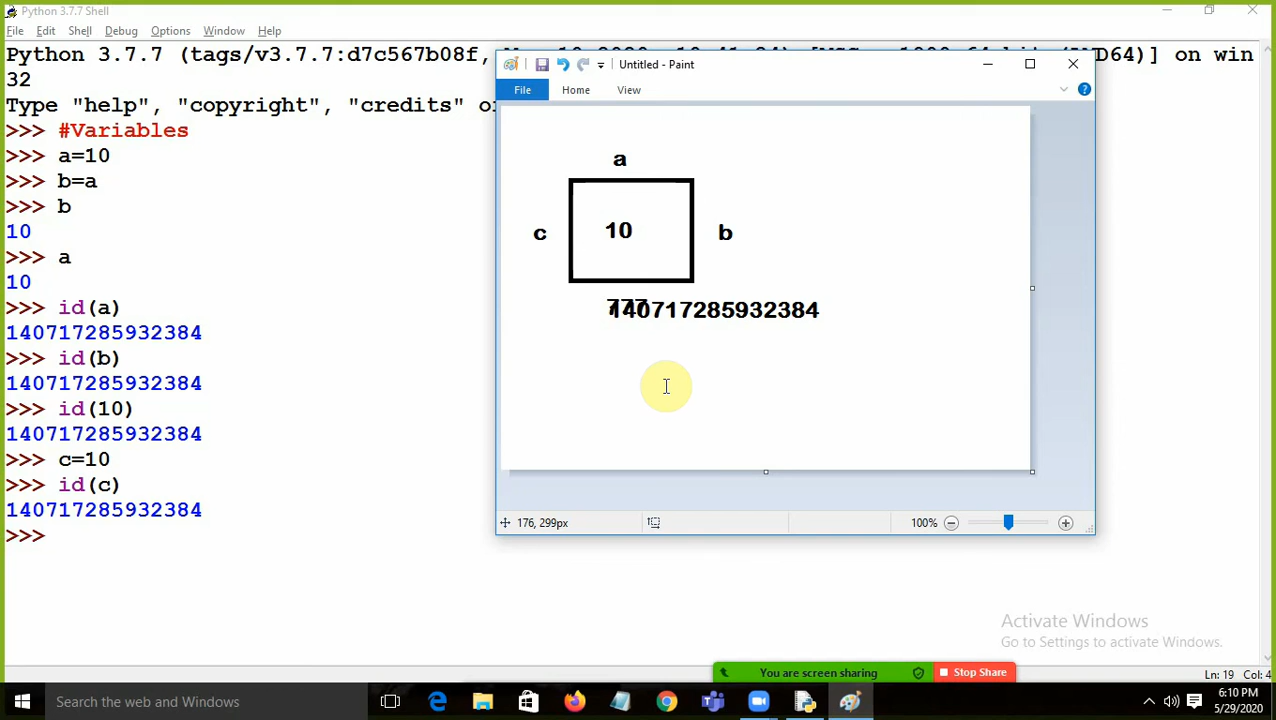 Python 3.7.7 Shell
File Edit Shell Debug Options Window Help
Python 3.7.7 (tags/v3.7.7:d7c567b08f, on win
32
Type "help", "copyright", "credits"
>>> #Variables
>>> a=10
>>> b=a
>>> b
10
>>> a
10
>>> id(a)
140717285932384
>>> id(b)
140717285932384
>>> id(10)
140717285932384
>>> c=10
>>> id(c)
140717285932384
>>>
Untitled - Paint
File Home View
a
c 10 b
777
140717285932384
176, 299px 100%
Activate Windows
Go to Settings to activate Windows.
You are screen sharing Stop Share
Ln: 19 Col: 4
Search the web and Windows
6:10 PM
5/29/2020